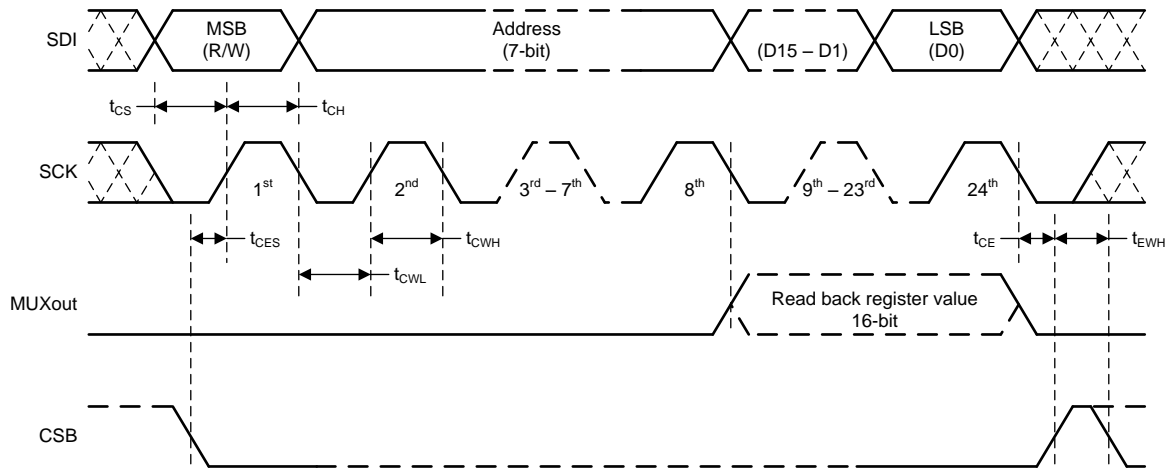 SDI
MSB
(R/W)
Address
(7-bit)
(D15 – D1)
LSB
(D0)
tCS
tCH
SCK
1st
2nd
3rd – 7th
8th
9th – 23rd
24th
tCES
tCWH
tCE
tEWH
tCWL
MUXout
Read back register value
16-bit
CSB